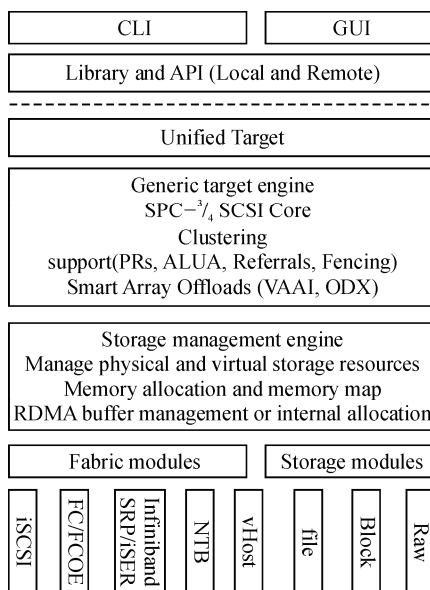 CLI
GUI
Library and API (Local and Remote)
Unified Target
Generic target engine
SPC−³/₄ SCSI Core
Clustering
support(PRs, ALUA, Referrals, Fencing)
Smart Array Offloads (VAAI, ODX)
Storage management engine
Manage physical and virtual storage resources
Memory allocation and memory map
RDMA buffer management or internal allocation
Fabric modules
Storage modules
iSCSI
FC/FCOE
Infiniband
SRP/iSER
NTB
vHost
file
Block
Raw